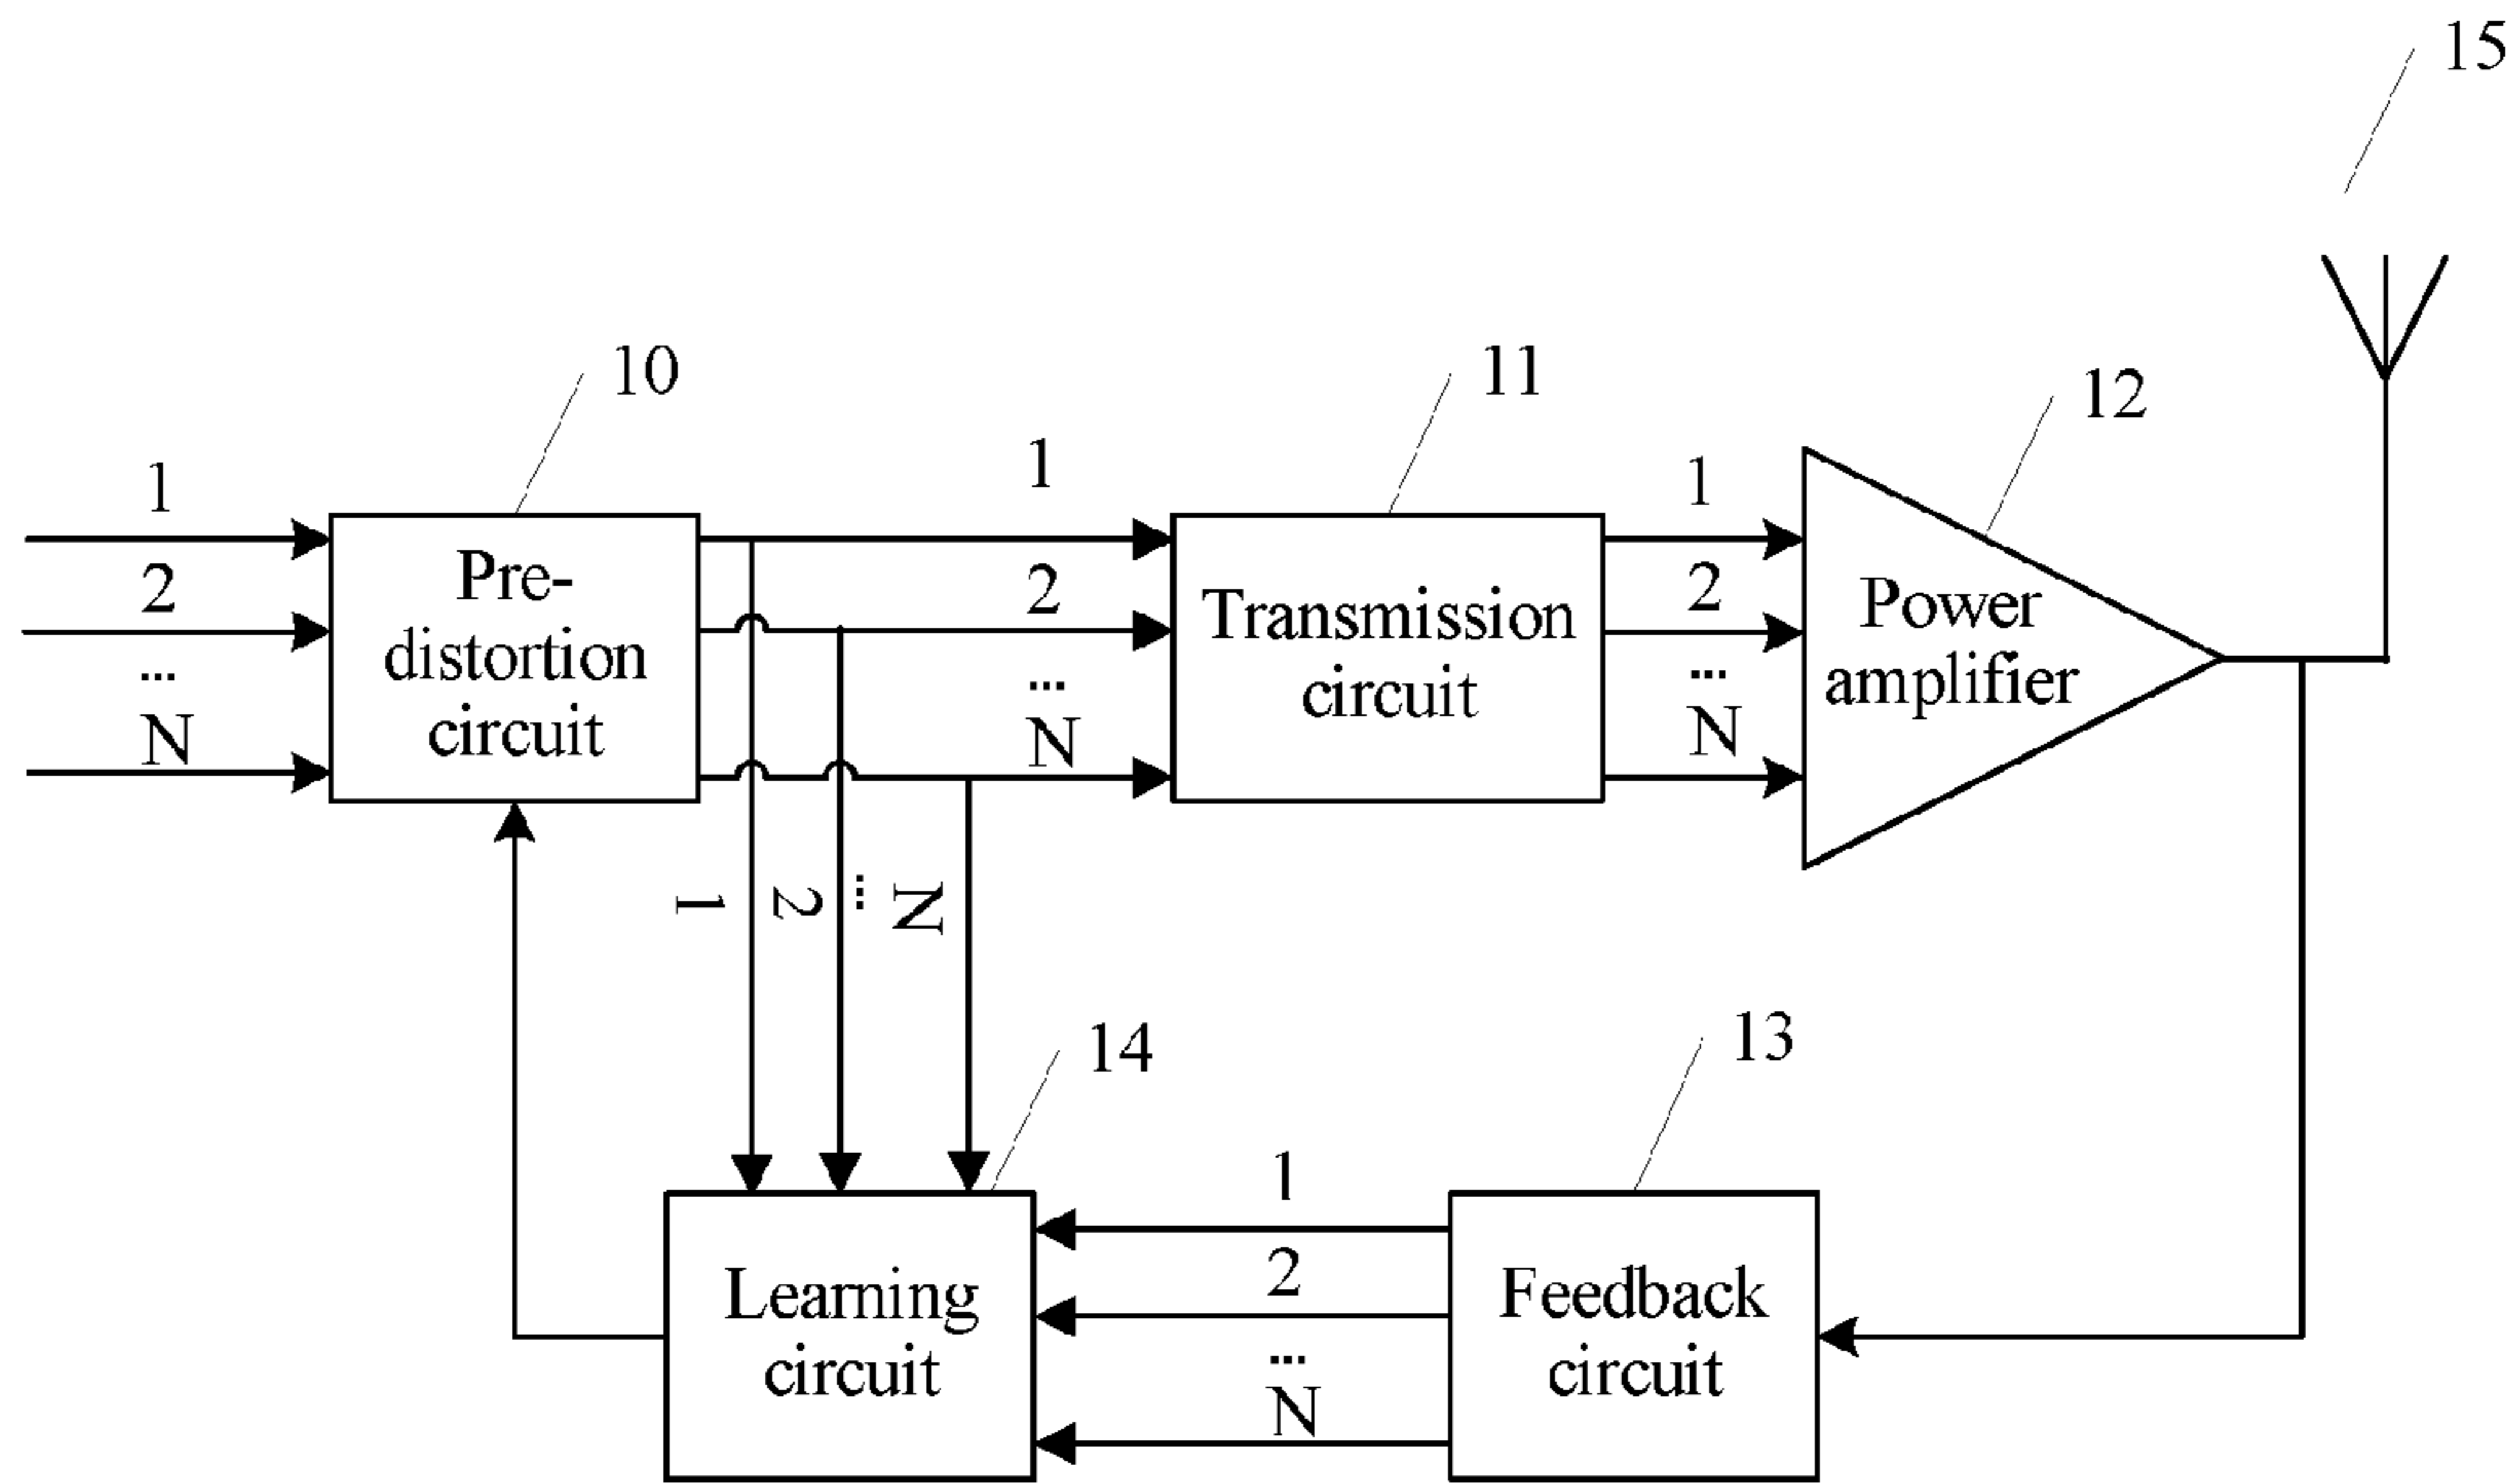 15
10
11
12
1
2
...
N
Pre-
distortion
circuit
1
2
...
N
Transmission
circuit
1
2
...
N
Power
amplifier
1
2
...
N
14
13
Learning
circuit
1
2
...
N
Feedback
circuit